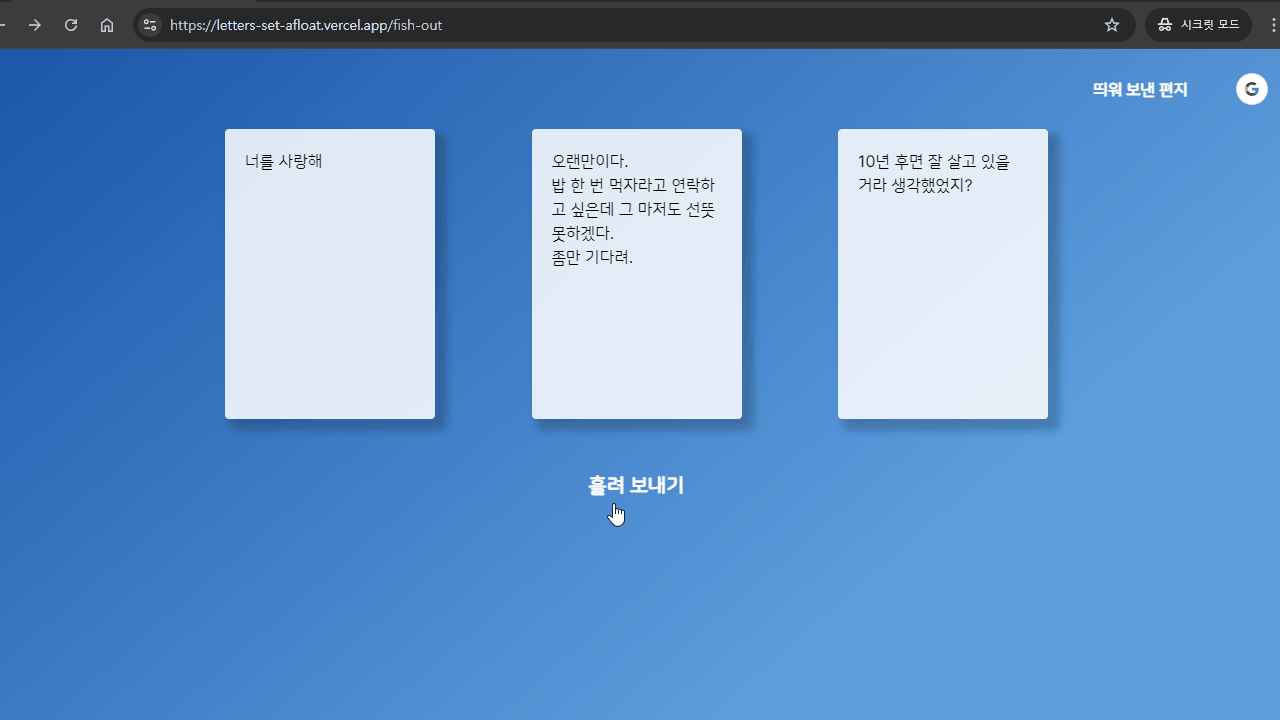 https://letters-set-afloat.vercel.app/fish-out
시크릿 모드
띄워 보낸 편지
G
너를 사랑해
오랜만이다.
밥 한 번 먹자라고 연락하
고 싶은데 그 마저도 선뜻
못하겠다.
좀만 기다려.
10년 후면 잘 살고 있을
거라 생각했었지?
흘려 보내기